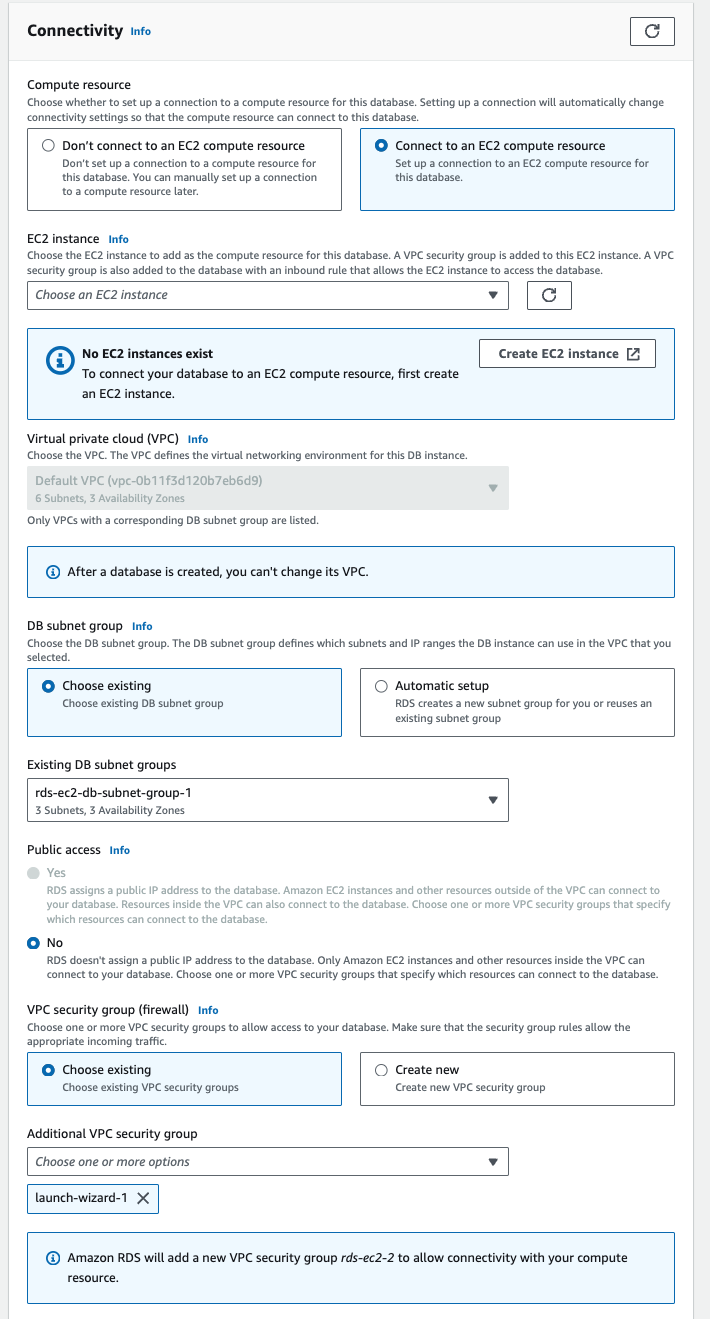 Connectivity Info
Compute resource
Choose whether to set up a connection to a compute resource for this database. Setting up a connection will automatically change
connectivity settings so that the compute resource can connect to this database.
Don't connect to an EC2 compute resource
Don't set up a connection to a compute resource for
this database. You can manually set up a connection
to a compute resource later.
Connect to an EC2 compute resource
Set up a connection to an EC2 compute resource for
this database.
EC2 instance Info
Choose the EC2 instance to add as the compute resource for this database. A VPC security group is added to this EC2 instance. A VPC
security group is also added to the database with an inbound rule that allows the EC2 instance to access the database.
Choose an EC2 instance
No EC2 instances exist
To connect your database to an EC2 compute resource, first create
an EC2 instance.
Create EC2 instance
Virtual private cloud (VPC) Info
Choose the VPC. The VPC defines the virtual networking environment for this DB instance.
Default VPC (vpc-0b11f3d120b7eb6d9)
6 Subnets, 3 Availability Zones
Only VPCs with a corresponding DB subnet group are listed.
After a database is created, you can't change its VPC.
DB subnet group Info
Choose the DB subnet group. The DB subnet group defines which subnets and IP ranges the DB instance can use in the VPC that you
selected.
Choose existing
Choose existing DB subnet group
Automatic setup
RDS creates a new subnet group for you or reuses an
existing subnet group
Existing DB subnet groups
rds-ec2-db-subnet-group-1
3 Subnets, 3 Availability Zones
Public access Info
Yes
RDS assigns a public IP address to the database. Amazon EC2 instances and other resources outside of the VPC can connect to
your database. Resources inside the VPC can also connect to the database. Choose one or more VPC security groups that specify
which resources can connect to the database.
No
RDS doesn't assign a public IP address to the database. Only Amazon EC2 instances and other resources inside the VPC can
connect to your database. Choose one or more VPC security groups that specify which resources can connect to the database.
VPC security group (firewall) Info
Choose one or more VPC security groups to allow access to your database. Make sure that the security group rules allow the
appropriate incoming traffic.
Choose existing
Choose existing VPC security groups
Create new
Create new VPC security group
Additional VPC security group
Choose one or more options
launch-wizard-1
Amazon RDS will add a new VPC security group rds-ec2-2 to allow connectivity with your compute
resource.